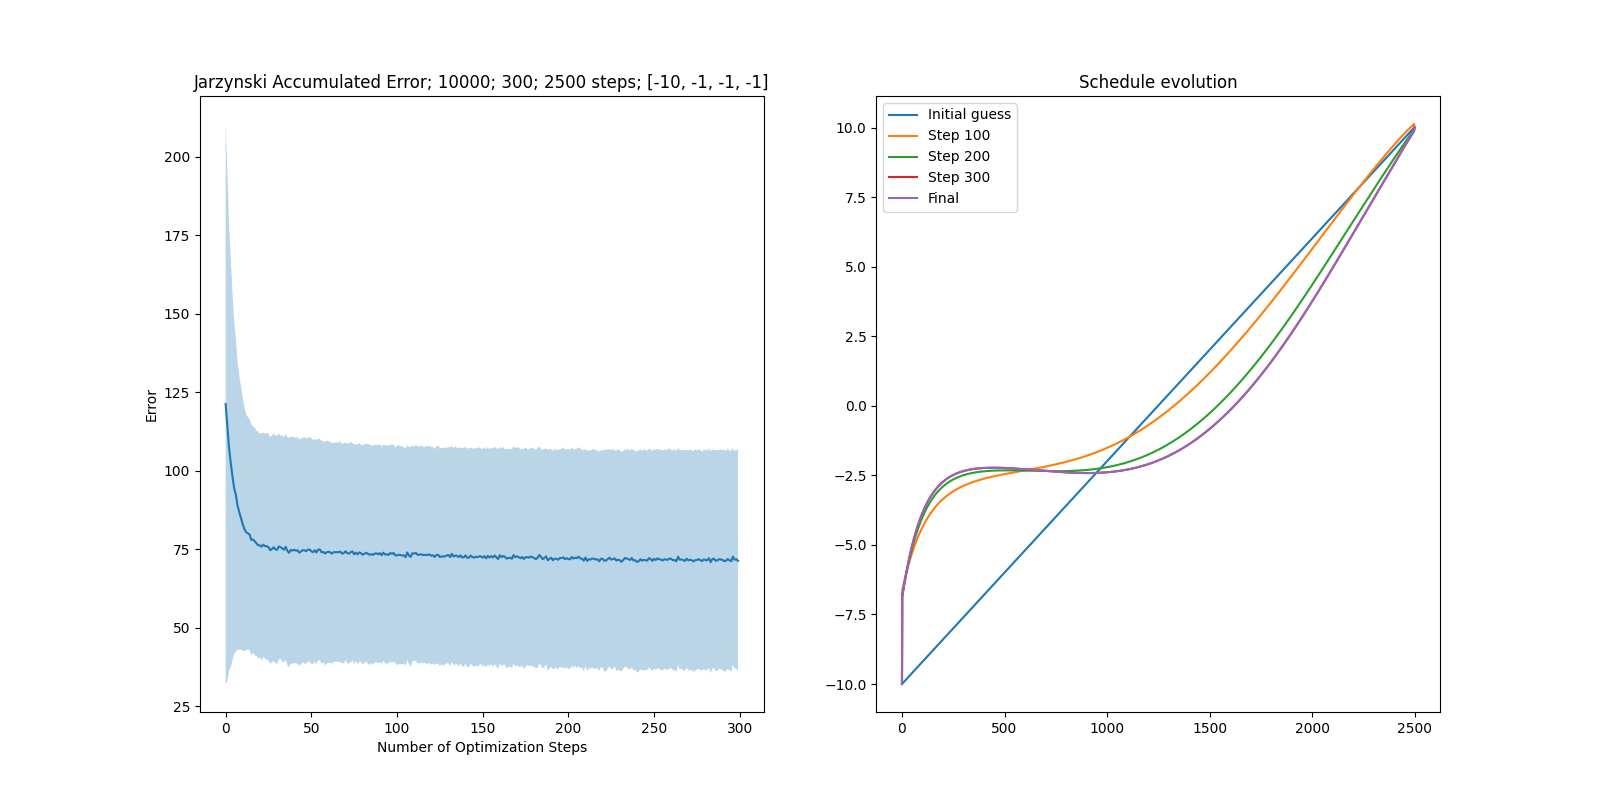 Jarzynski Accumulated Error; 10000; 300; 2500 steps; [-10, -1, -1, -1]
200
175
150
125
100
75
50
25
Error
0 50 100 150 200 250 300
Number of Optimization Steps
Schedule evolution
Initial guess
Step 100
Step 200
Step 300
Final
10.0
7.5
5.0
2.5
0.0
−2.5
−5.0
−7.5
−10.0
0 500 1000 1500 2000 2500